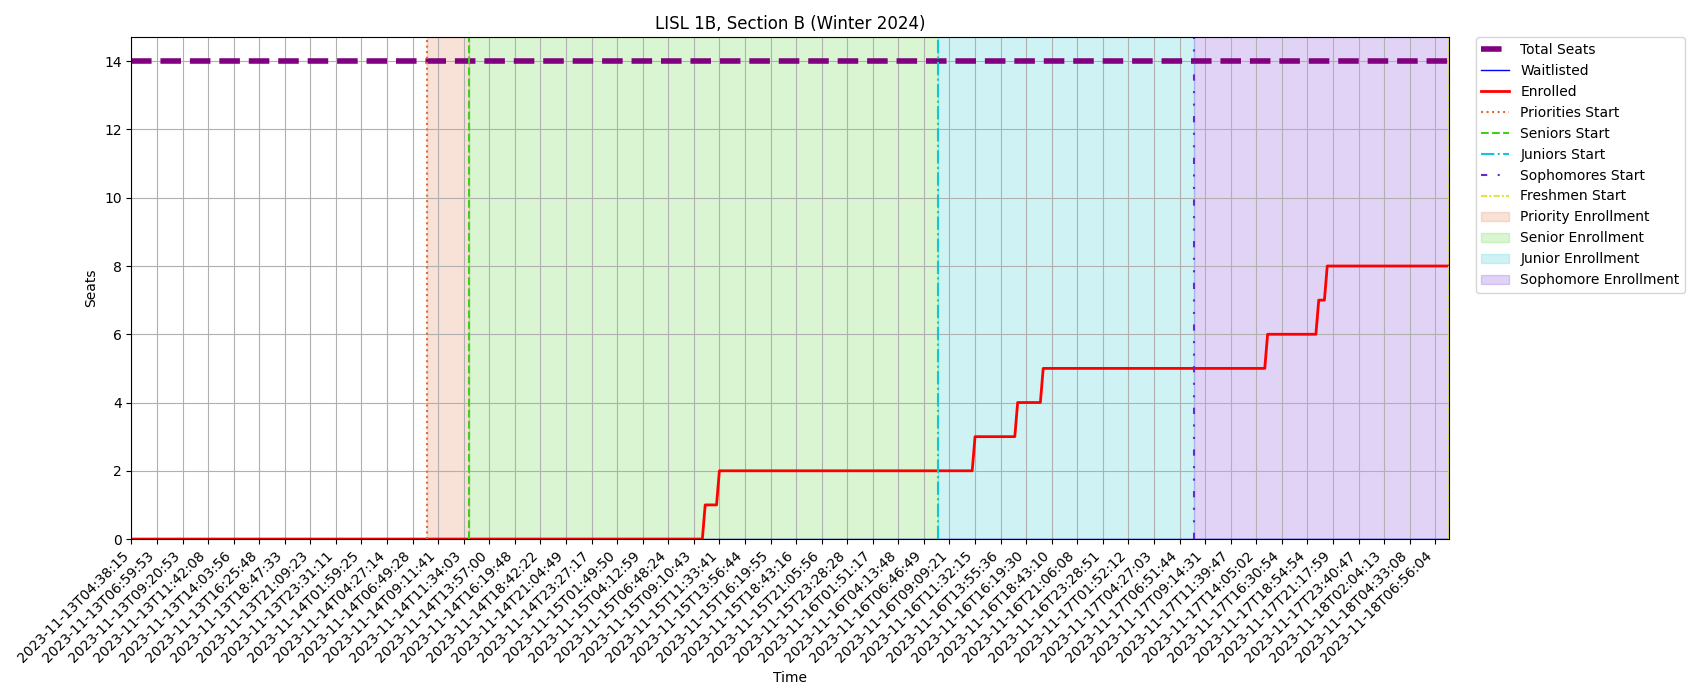 LISL 1B, Section B (Winter 2024)
14
12
10
8
6
4
2
0
Seats
2023-11-13T04:38:15
2023-11-13T06:59:53
2023-11-13T09:20:53
2023-11-13T11:42:08
2023-11-13T14:03:56
2023-11-13T16:25:48
2023-11-13T18:47:33
2023-11-13T21:09:23
2023-11-13T23:31:11
2023-11-14T01:59:25
2023-11-14T04:27:14
2023-11-14T06:49:28
2023-11-14T09:11:41
2023-11-14T11:34:03
2023-11-14T13:57:00
2023-11-14T16:19:48
2023-11-14T18:42:22
2023-11-14T21:04:49
2023-11-14T23:27:17
2023-11-15T01:49:50
2023-11-15T04:12:59
2023-11-15T06:48:24
2023-11-15T09:10:43
2023-11-15T11:33:41
2023-11-15T13:56:44
2023-11-15T16:19:55
2023-11-15T18:43:16
2023-11-15T21:05:56
2023-11-15T23:28:28
2023-11-16T01:51:17
2023-11-16T04:13:48
2023-11-16T06:46:49
2023-11-16T09:09:21
2023-11-16T11:32:15
2023-11-16T13:55:36
2023-11-16T16:19:30
2023-11-16T18:43:10
2023-11-16T21:06:08
2023-11-16T23:28:51
2023-11-17T01:52:12
2023-11-17T04:27:03
2023-11-17T06:51:44
2023-11-17T09:14:31
2023-11-17T11:39:47
2023-11-17T14:05:02
2023-11-17T16:30:54
2023-11-17T18:54:54
2023-11-17T21:17:59
2023-11-17T23:40:47
2023-11-18T02:04:13
2023-11-18T04:33:08
2023-11-18T06:56:04
Time
Total Seats
Waitlisted
Enrolled
Priorities Start
Seniors Start
Juniors Start
Sophomores Start
Freshmen Start
Priority Enrollment
Senior Enrollment
Junior Enrollment
Sophomore Enrollment